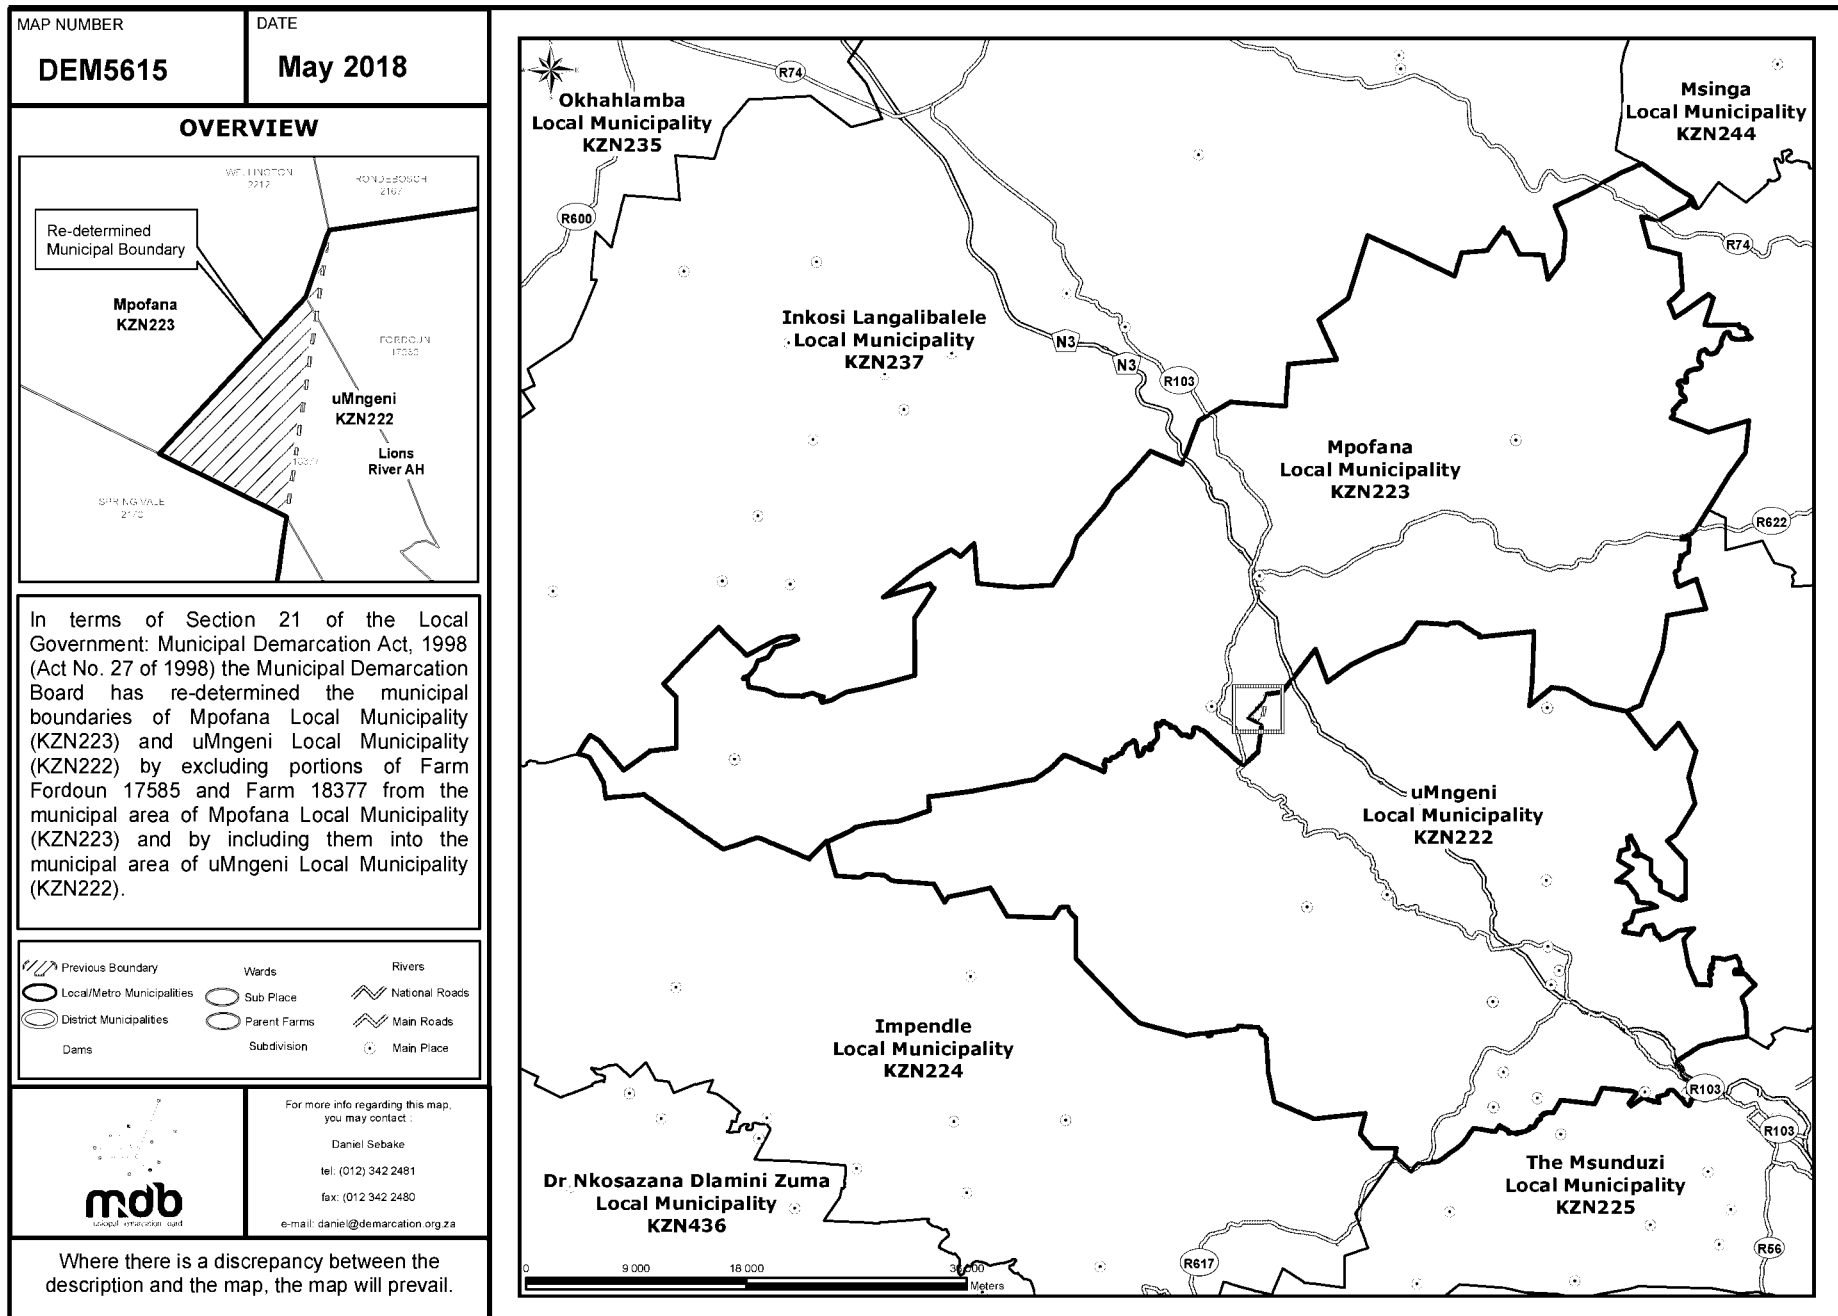 MAP NUMBER
DEM5615
DATE
May 2018
OVERVIEW
WELLINGTON
2212
RONDEBOSCH
2167
Re-determined
Municipal Boundary
Mpofana
KZN223
FORDOUN
uMngeni
KZN222
Lions
River AH
SPRINGVALE
2170
In terms of Section 21 of the Local
Government: Municipal Demarcation Act, 1998
(Act No. 27 of 1998) the Municipal Demarcation
Board has re-determined the municipal
boundaries of Mpofana Local Municipality
(KZN223) and uMngeni Local Municipality
(KZN222) by excluding portions of Farm
Fordoun 17585 and Farm 18377 from the
municipal area of Mpofana Local Municipality
(KZN223) and by including them into the
municipal area of uMngeni Local Municipality
(KZN222).
Previous Boundary
Local/Metro Municipalities
District Municipalities
Dams
Wards
Sub Place
Parent Farms
Subdivision
Rivers
National Roads
Main Roads
Main Place
mdb
For more info regarding this map,
you may contact :
Daniel Sebake
tel: (012) 342 2481
fax: (012 342 2480
e-mail: daniel@demarcation.org.za
Where there is a discrepancy between the
description and the map, the map will prevail.
R74
Okhahlamba
Local Municipality
KZN235
R600
Msinga
Local Municipality
KZN244
R74
Inkosi Langalibalele
Local Municipality
KZN237
N3
N3
R103
Mpofana
Local Municipality
KZN223
R622
uMngeni
Local Municipality
KZN222
Impendle
Local Municipality
KZN224
R103
R103
The Msunduzi
Local Municipality
KZN225
Dr Nkosazana Dlamini Zuma
Local Municipality
KZN436
R617
R56
0
9 000
18 000
Meters